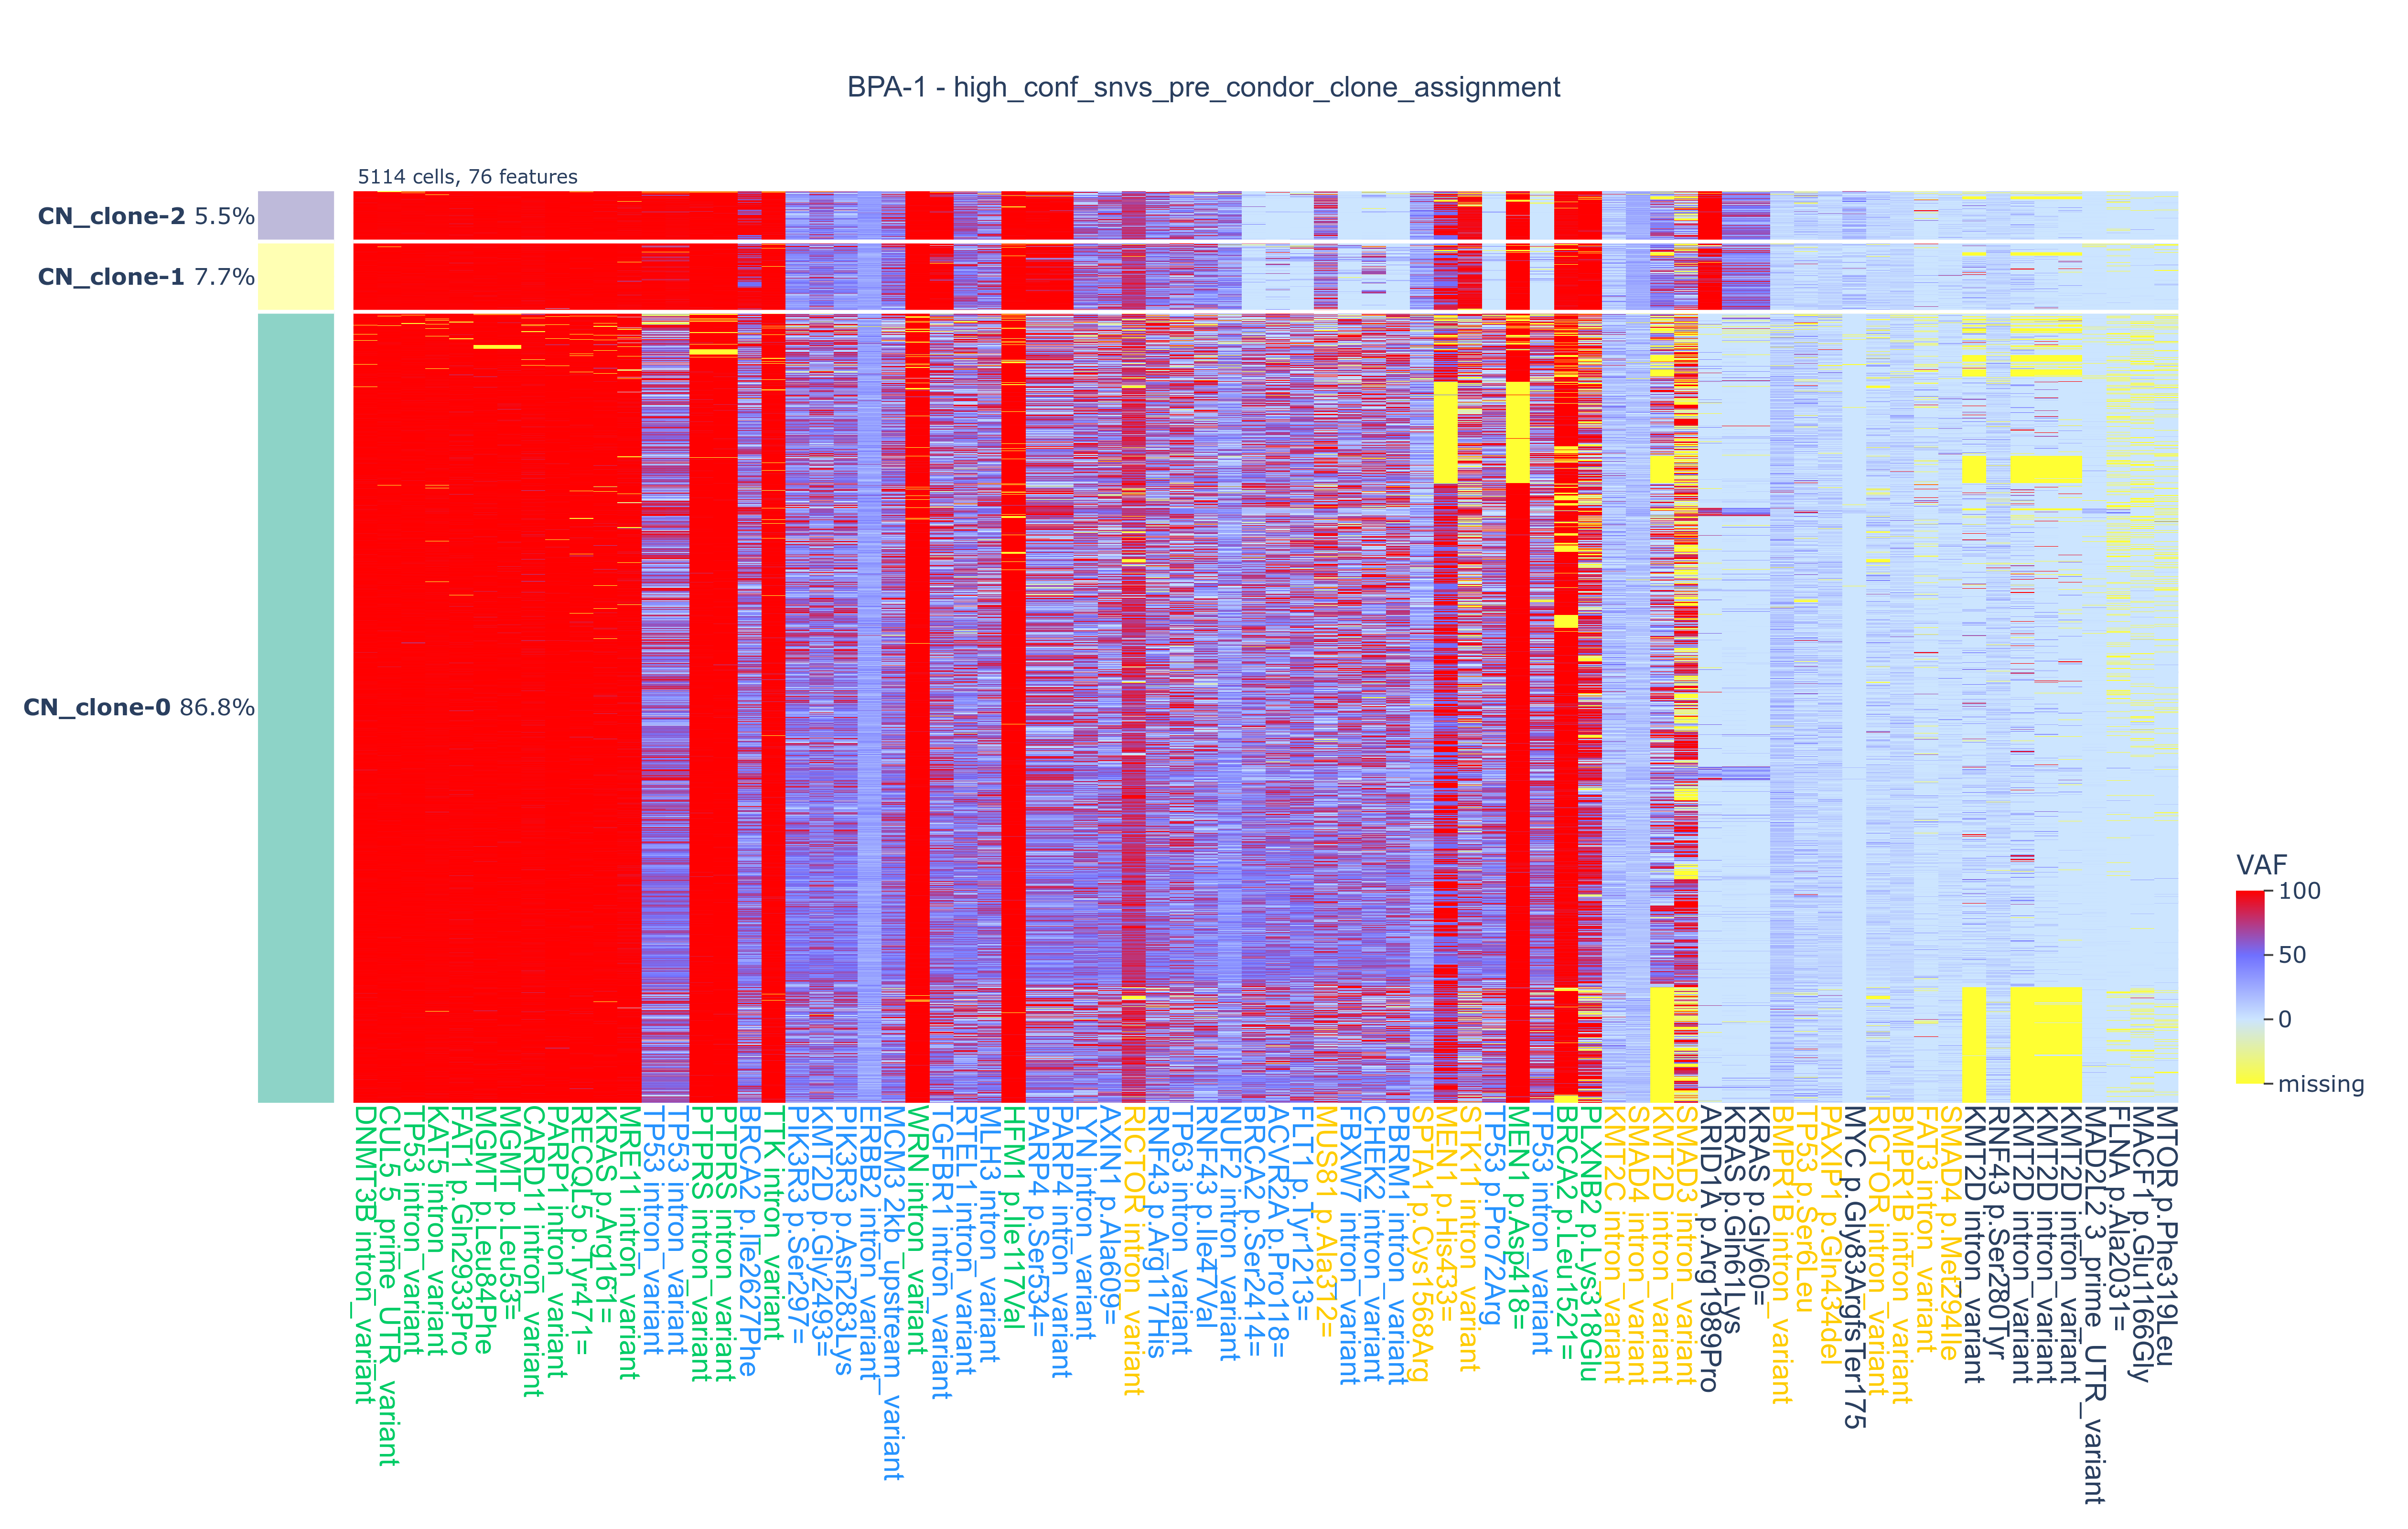 BPA-1 - high_conf_snvs_pre_condor_clone_assignment
5114 cells, 76 features
CN_clone-2 5.5%
CN_clone-1 7.7%
CN_clone-0 86.8%
VAF
100
50
0
missing
DNMT3B intron_variant
CUL5 5_prime_UTR_variant
TP53 intron_variant
KAT5 intron_variant
FAT1 p.Gln2933Pro
MGMT p.Leu84Phe
MGMT p.Leu53=
CARD11 intron_variant
PARP1 intron_variant
RECQL5 p.Tyr471=
KRAS p.Arg161=
MRE11 intron_variant
TP53 intron_variant
TP53 intron_variant
PTPRS intron_variant
PTPRS intron_variant
BRCA2 p.Ile2627Phe
TTK intron_variant
PIK3R3 p.Ser297=
KMT2D p.Gly2493=
PIK3R3 p.Asn283Lys
ERBB2 intron_variant
MCM3 2kb_upstream_variant
WRN intron_variant
TGFBR1 intron_variant
RTEL1 intron_variant
MLH3 intron_variant
HFM1 p.Ile117Val
PARP4 p.Ser534=
PARP4 intron_variant
LYN intron_variant
AXIN1 p.Ala609=
RICTOR intron_variant
RNF43 p.Arg117His
TP63 intron_variant
RNF43 p.Ile47Val
NUF2 intron_variant
BRCA2 p.Ser2414=
ACVR2A p.Pro118=
FLT1 p.Tyr1213=
MUS81 p.Ala312=
FBXW7 intron_variant
CHEK2 intron_variant
PBRM1 intron_variant
SPTA1 p.Cys1568Arg
MEN1 p.His433=
STK11 intron_variant
TP53 p.Pro72Arg
MEN1 p.Asp418=
TP53 intron_variant
BRCA2 p.Leu1521=
PLXNB2 p.Lys318Glu
KMT2C intron_variant
SMAD4 intron_variant
KMT2D intron_variant
SMAD3 intron_variant
ARID1A p.Arg1989Pro
KRAS p.Gln61Lys
KRAS p.Gly60=
BMPR1B intron_variant
TP53 p.Ser6Leu
PAXIP1 p.Gln434del
MYC p.Gly83ArgfsTer175
RICTOR intron_variant
BMPR1B intron_variant
FAT3 intron_variant
SMAD4 p.Met294Ile
KMT2D intron_variant
RNF43 p.Ser280Tyr
KMT2D intron_variant
KMT2D intron_variant
KMT2D intron_variant
MAD2L2 3_prime_UTR_variant
FLNA p.Ala2031=
MACF1 p.Glu1166Gly
MTOR p.Phe319Leu